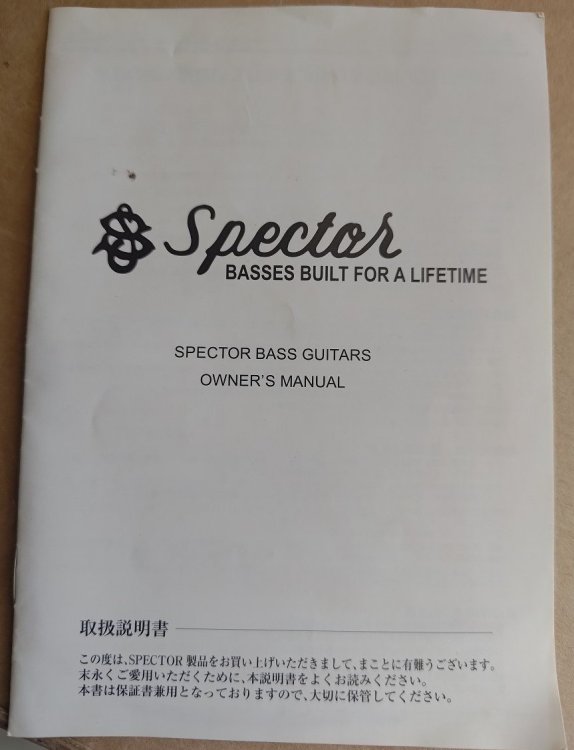 Spector
BASSES BUILT FOR A LIFETIME
SPECTOR BASS GUITARS
OWNER'S MANUAL
取扱説明書
この度は、SPECTOR 製品をお買い上げいただきまして、まことに有難うございます。
末永くご愛用いただくために、本説明書をよくお読みください。
本書は保証書兼用となっておりますので、大切に保管してください。